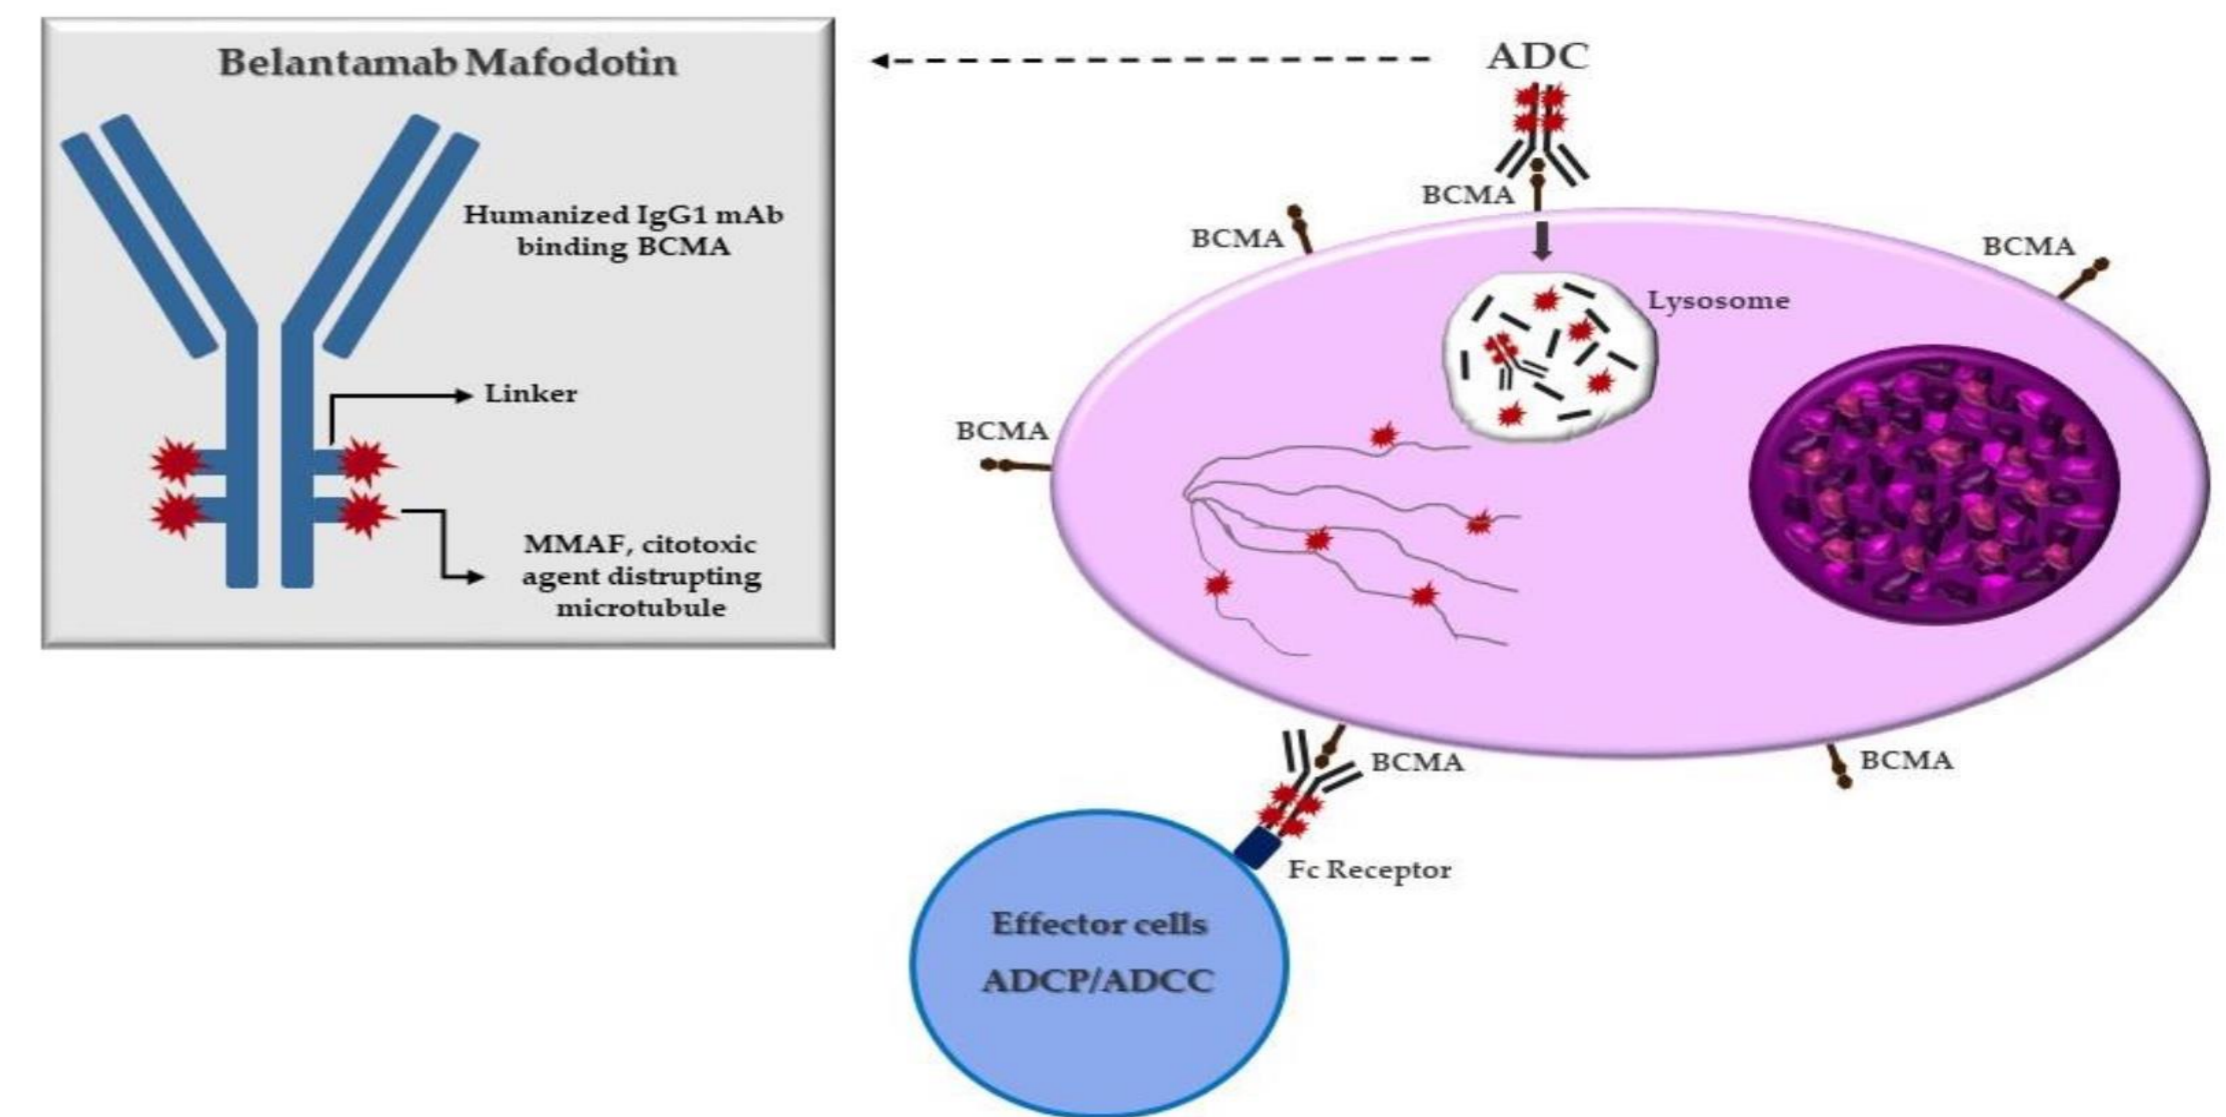 Belantamab Mafodotin
Humanized IgG1 mAb
binding BCMA
Linker
MMAF, citotoxic
agent distrupting
microtubule
ADC
BCMA
BCMA
BCMA
Lysosome
BCMA
BCMA
BCMA
Fc Receptor
Effector cells
ADCP/ADCC